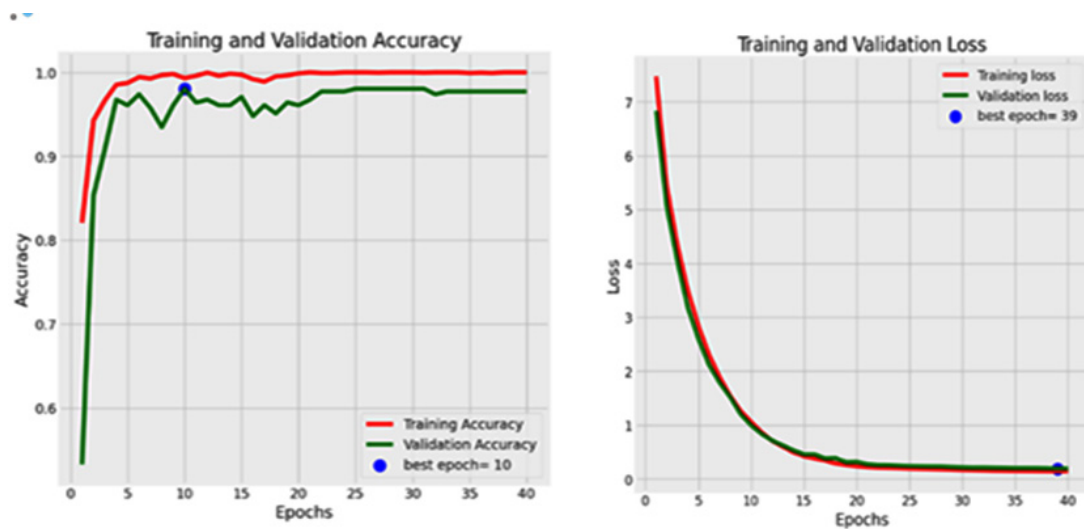 Training and Validation Accuracy
Accuracy
1.0
0.9
0.8
0.7
0.6
Training Accuracy
Validation Accuracy
best epoch= 10
0 5 10 15 20 25 30 35 40
Epochs
Training and Validation Loss
Loss
7
6
5
4
3
2
1
0
Training loss
Validation loss
best epoch= 39
0 5 10 15 20 25 30 35 40
Epochs